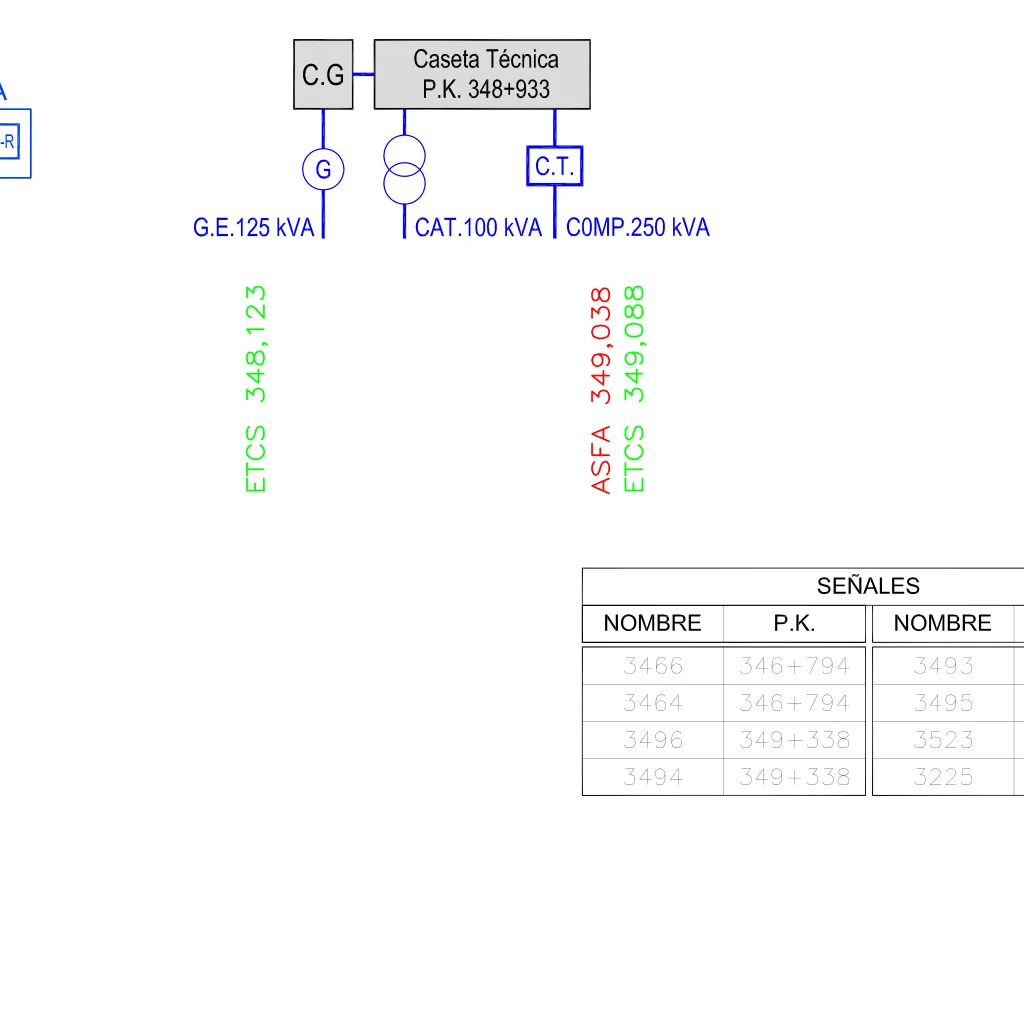 A
-R
C.G
Caseta Técnica
P.K. 348+933
G
C.T.
G.E.125 kVA
CAT.100 kVA
C0MP.250 kVA
ETCS 348,123
ASFA 349,038
ETCS 349,088
SEÑALES
NOMBRE P.K. NOMBRE
3466 346+794 3493
3464 346+794 3495
3496 349+338 3523
3494 349+338 3225